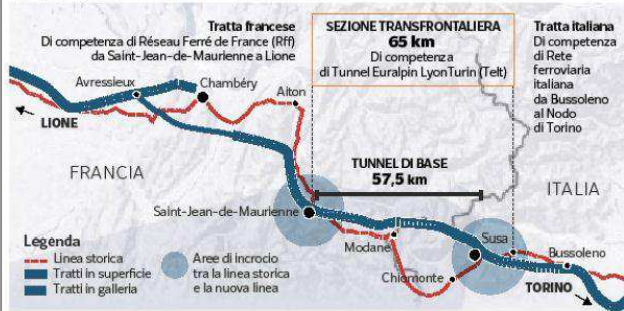 Tratta francese
Di competenza di Réseau Ferré de France (Rff)
da Saint-Jean-de-Maurienne a Lione
SEZIONE TRANSFRONTALIERA
65 km
Di competenza
di Tunnel Euralpin LyonTurin (Telt)
Tratta italiana
Di competenza
di Rete
ferroviaria
italiana
da Bussoleno
al Nodo
di Torino
Avressieux
Chambéry
Aiton
LIONE
FRANCIA
TUNNEL DI BASE
57,5 km
ITALIA
Saint-Jean-de-Maurienne
Modane
Susa
Chiomonte
Bussoleno
TORINO
Légenda
Linea storica
Tratti in superficie
Tratti in galleria
Aree di incrocio
tra la linea storica
e la nuova linea